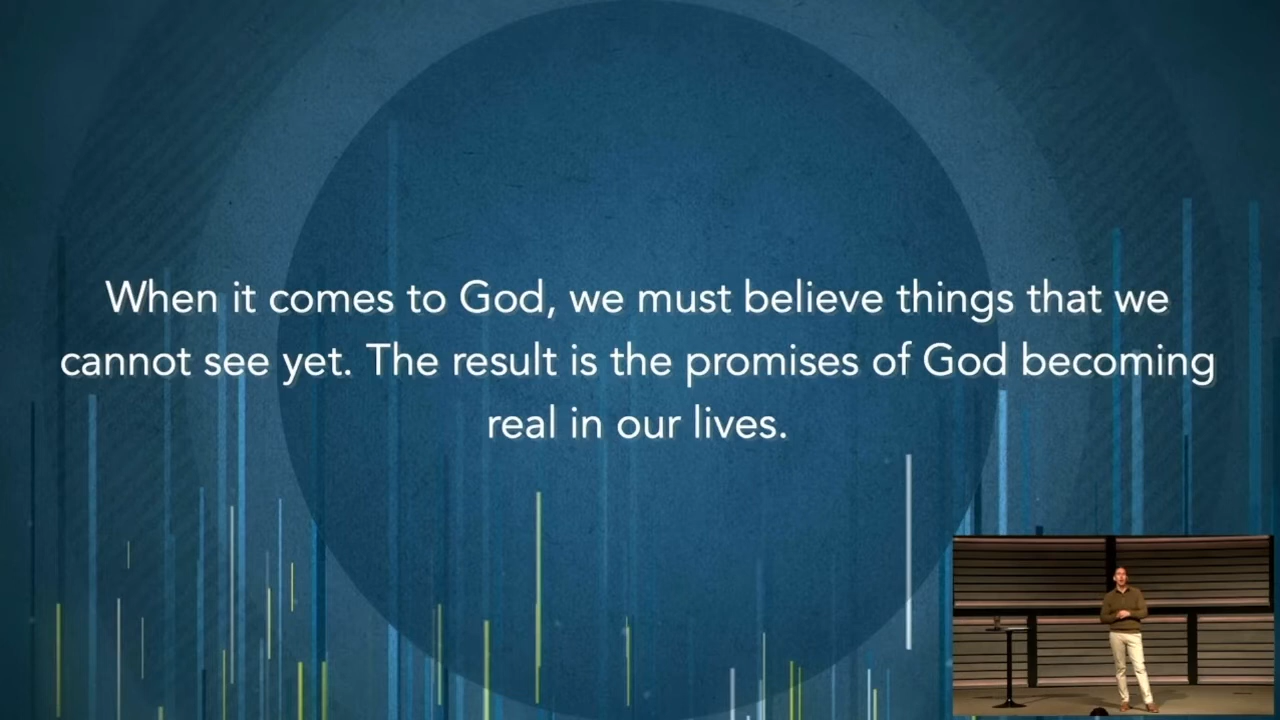 When it comes to God, we must believe things that we
cannot see yet. The result is the promises of God becoming
real in our lives.